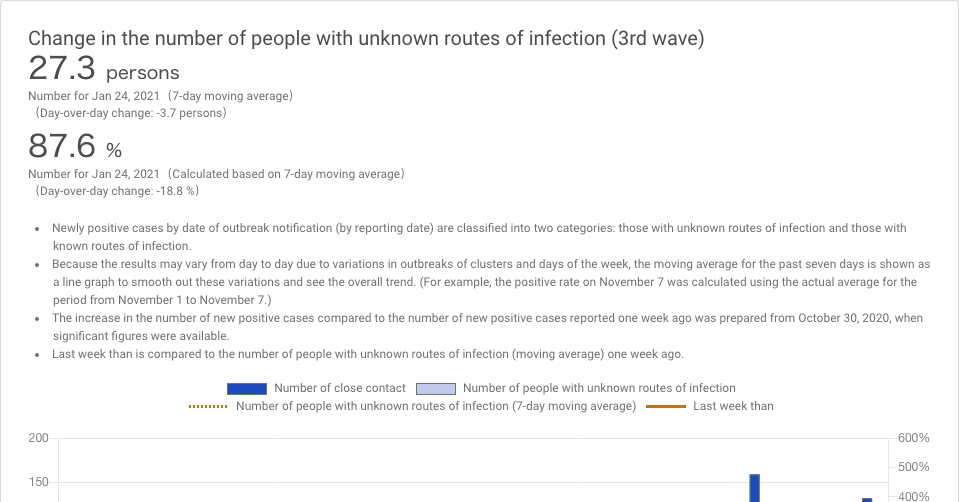 Change in the number of people with unknown routes of infection (3rd wave)
27.3 persons
Number for Jan 24, 2021（7-day moving average）
（Day-over-day change: -3.7 persons）
87.6 %
Number for Jan 24, 2021（Calculated based on 7-day moving average）
（Day-over-day change: -18.8 %）
• Newly positive cases by date of outbreak notification (by reporting date) are classified into two categories: those with unknown routes of infection and those with
known routes of infection.
• Because the results may vary from day to day due to variations in outbreaks of clusters and days of the week, the moving average for the past seven days is shown as
a line graph to smooth out these variations and see the overall trend. (For example, the positive rate on November 7 was calculated using the actual average for the
period from November 1 to November 7.)
• The increase in the number of new positive cases compared to the number of new positive cases reported one week ago was prepared from October 30, 2020, when
significant figures were available.
• Last week than is compared to the number of people with unknown routes of infection (moving average) one week ago.
Number of close contact Number of people with unknown routes of infection
Number of people with unknown routes of infection (7-day moving average) Last week than
200 600%
500%
150
400%